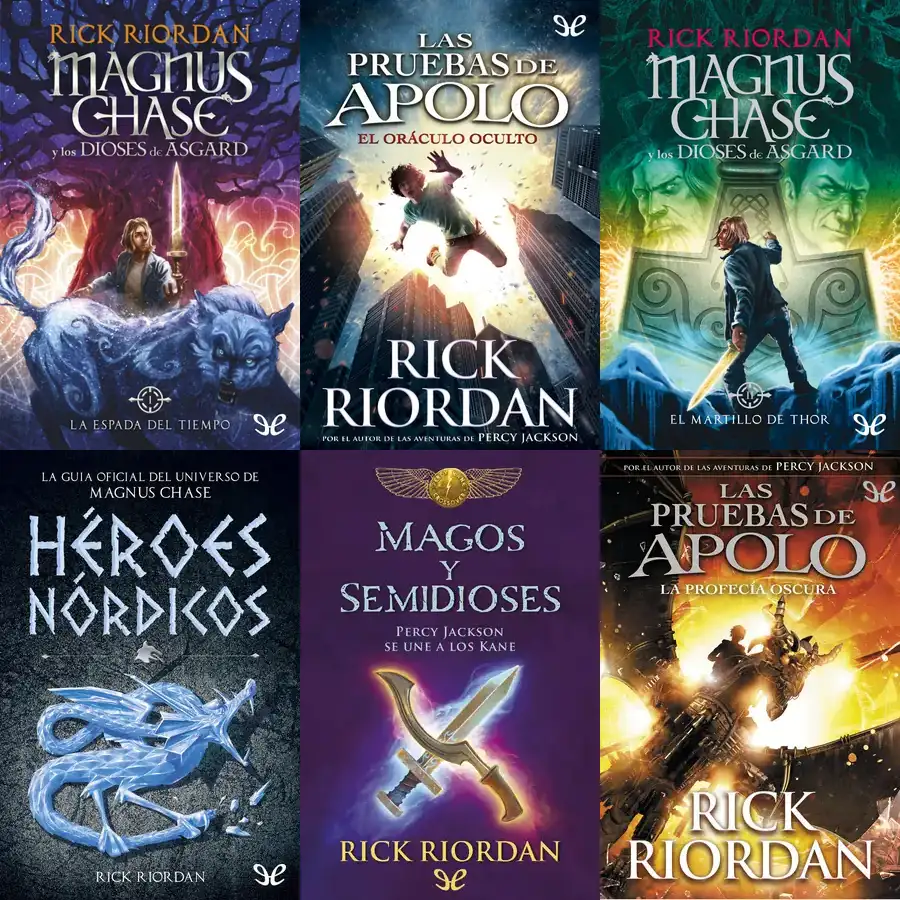 RICK RIORDAN
MAGNUS
CHASE
y los DIOSES de ASGARD
LA ESPADA DEL TIEMPO
LAS
PRUEBAS DE
APOLO
EL ORÁCULO OCULTO
RICK
RIORDAN
POR EL AUTOR DE LAS AVENTURAS DE PERCY JACKSON
RICK RIORDAN
MAGNUS
CHASE
y los DIOSES de ASGARD
EL MARTILLO DE THOR
LA GUIA OFICIAL DEL UNIVERSO DE
MAGNUS CHASE
HÉROES
NÓRDICOS
RICK RIORDAN
MAGOS
Y
SEMIDIOSES
PERCY JACKSON
SE UNE A LOS KANE
RICK RIORDAN
POR EL AUTOR DE LAS AVENTURAS DE PERCY JACKSON
LAS
PRUEBAS DE
APOLO
LA PROFECÍA OSCURA
RICK
RIORDAN